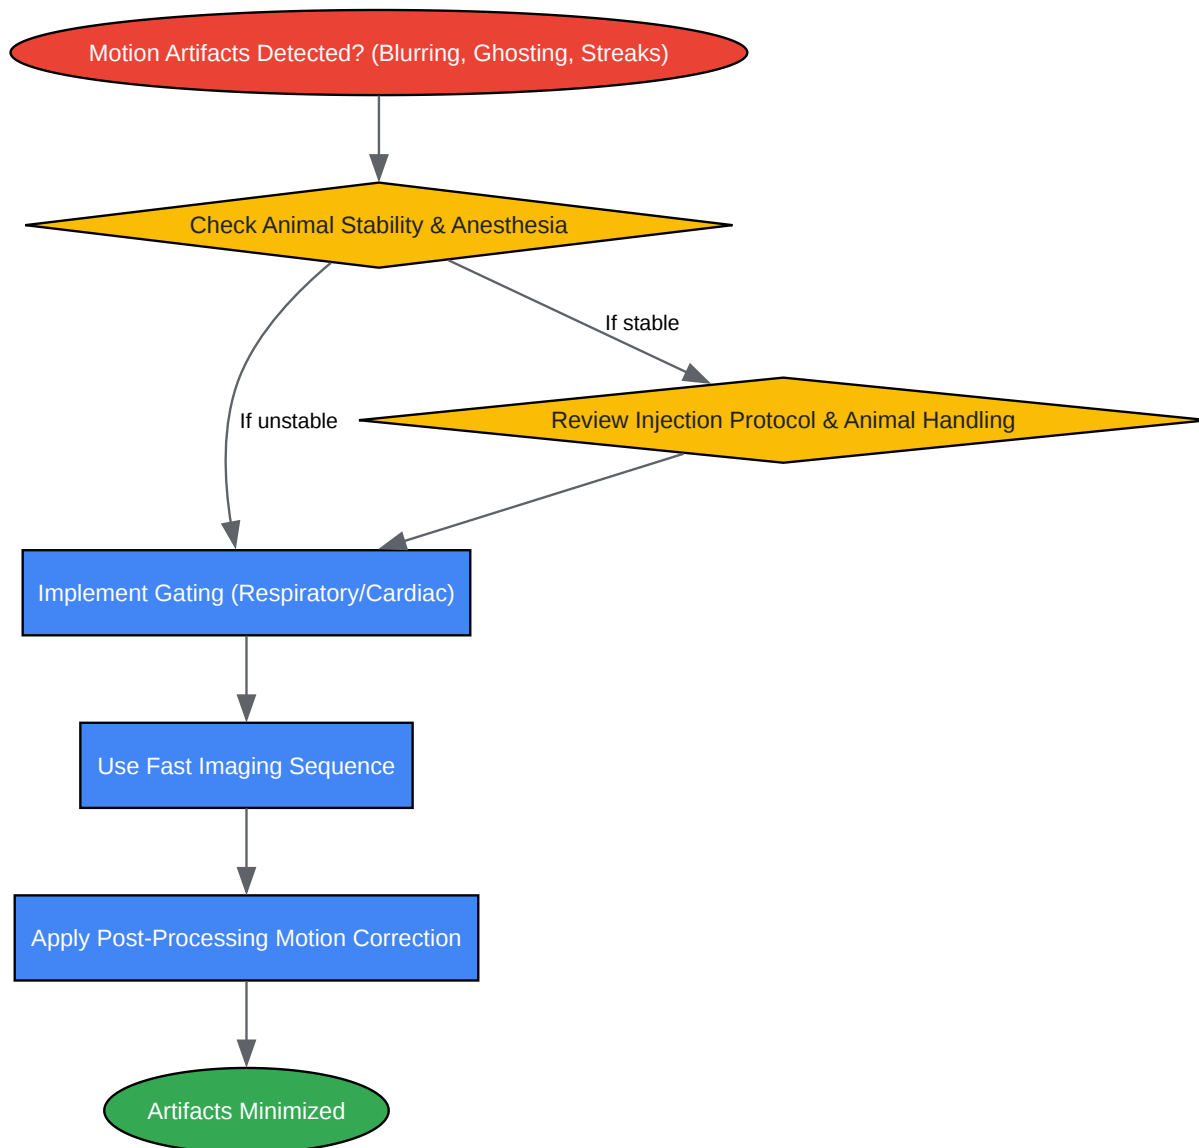 Motion Artifacts Detected? (Blurring, Ghosting, Streaks)
Check Animal Stability & Anesthesia
If stable
If unstable
Review Injection Protocol & Animal Handling
Implement Gating (Respiratory/Cardiac)
Use Fast Imaging Sequence
Apply Post-Processing Motion Correction
Artifacts Minimized